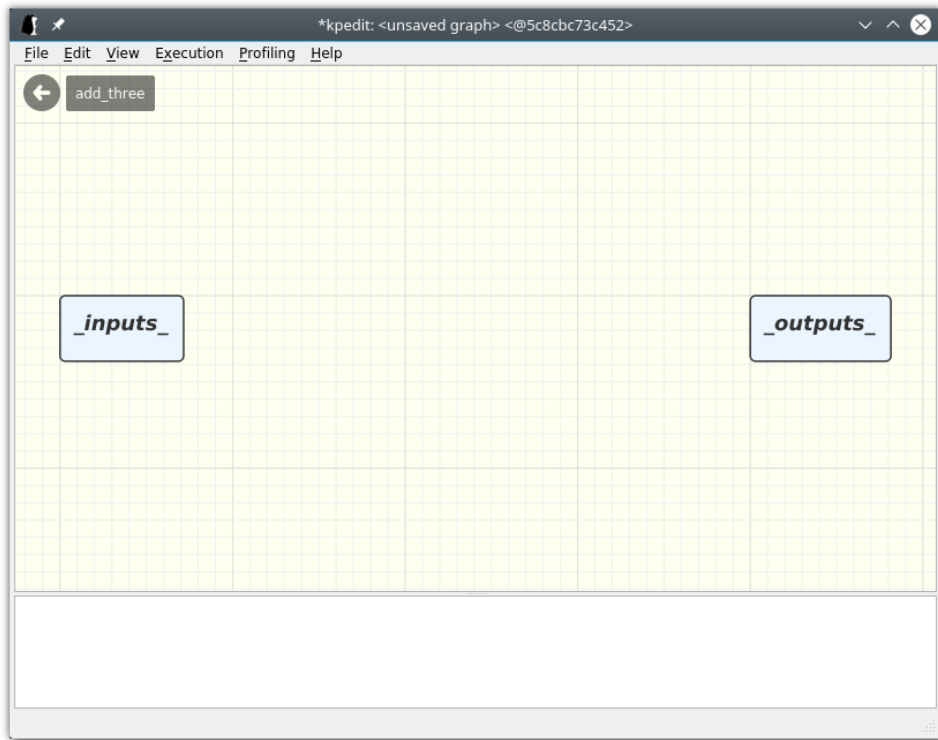 *kpedit: <unsaved graph> <@5c8cbc73c452>
File Edit View Execution Profiling Help
add_three
_inputs_ _outputs_